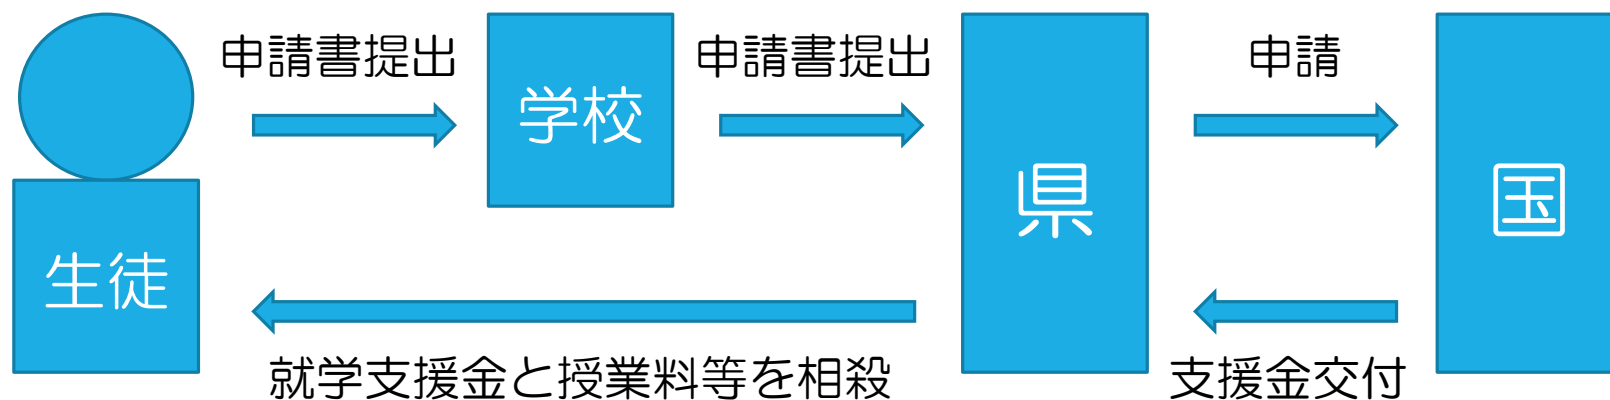 申請書提出
申請書提出
申請
学校
県
国
生徒
就学支援金と授業料等を相殺
支援金交付